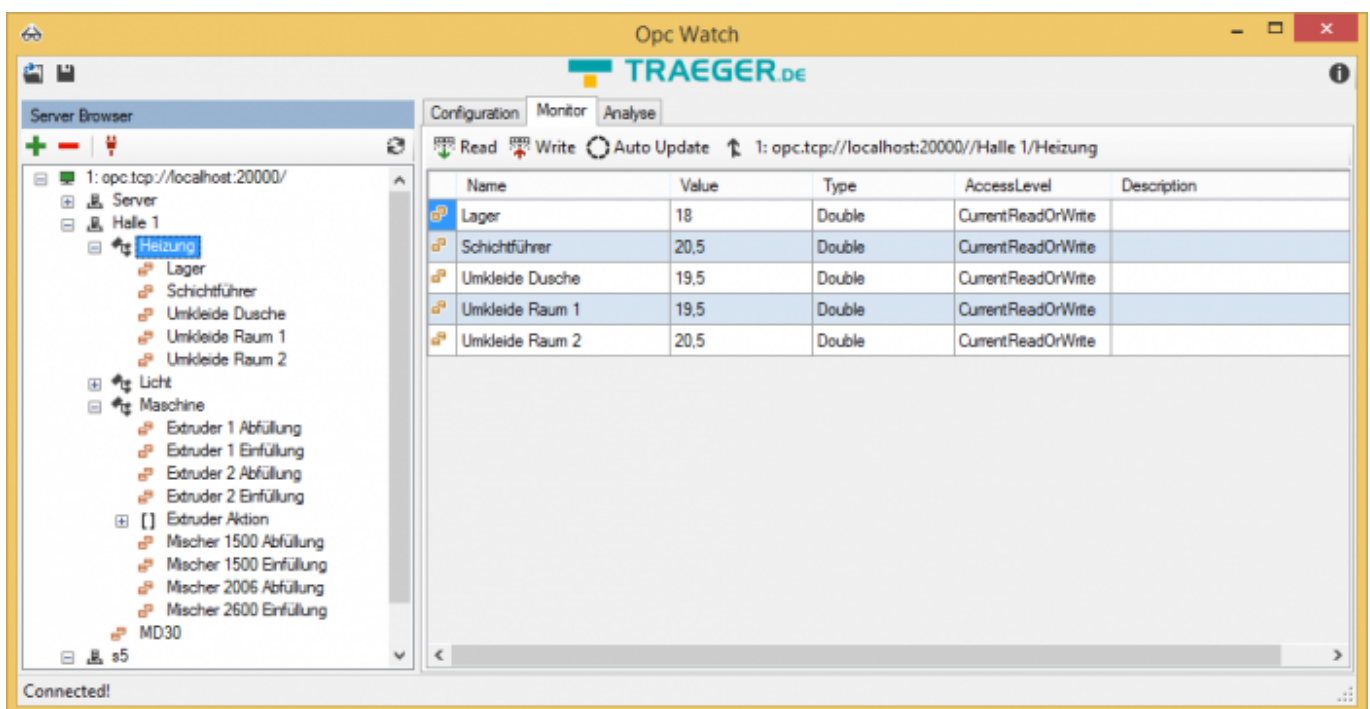 Opc Watch
TRAEGER.DE
Server Browser
1: opc.tcp://localhost:20000/
Server
Halle 1
Heizung
Lager
Schichtführer
Umkleide Dusche
Umkleide Raum 1
Umkleide Raum 2
Licht
Maschine
Extruder 1 Abfüllung
Extruder 1 Einfüllung
Extruder 2 Abfüllung
Extruder 2 Einfüllung
[] Extruder Aktion
Mischer 1500 Abfüllung
Mischer 1500 Einfüllung
Mischer 2006 Abfüllung
Mischer 2600 Einfüllung
MD30
s5
Configuration Monitor Analyse
Read Write Auto Update 1: opc.tcp://localhost:20000//Halle 1/Heizung
Name Value Type AccessLevel Description
Lager 18 Double CurrentReadOrWrite
Schichtführer 20,5 Double CurrentReadOrWrite
Umkleide Dusche 19,5 Double CurrentReadOrWrite
Umkleide Raum 1 19,5 Double CurrentReadOrWrite
Umkleide Raum 2 20,5 Double CurrentReadOrWrite
Connected!